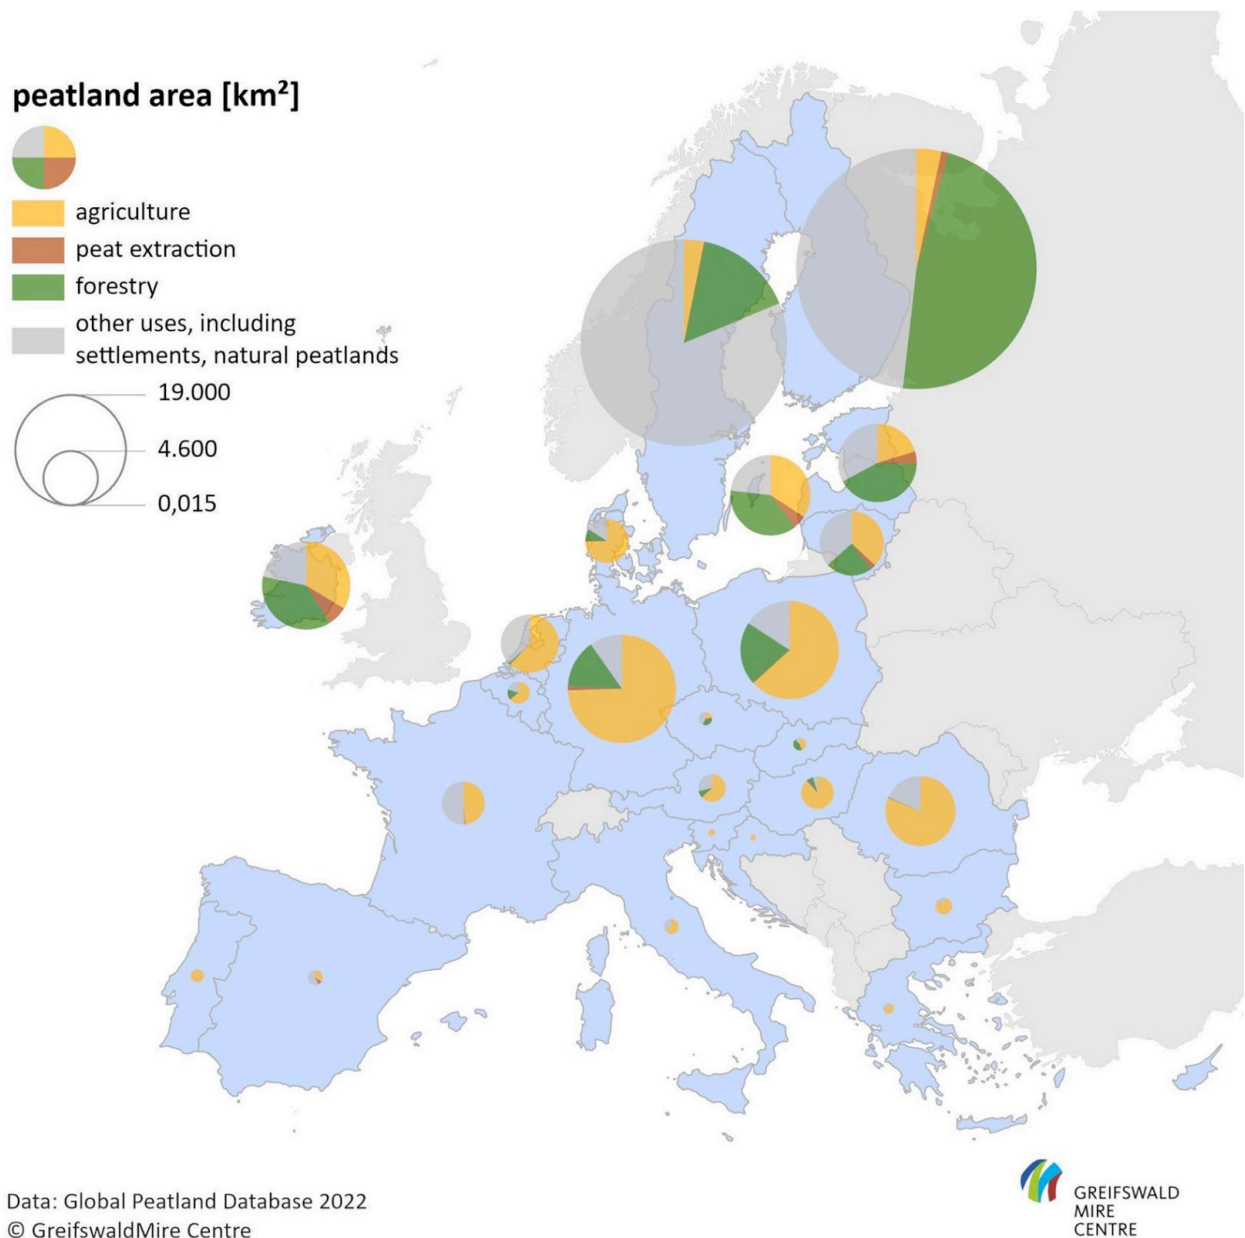 peatland area [km²]
agriculture
peat extraction
forestry
other uses, including
settlements, natural peatlands
19.000
4.600
0,015
Data: Global Peatland Database 2022
© GreifswaldMire Centre
GREIFSWALD
MIRE
CENTRE